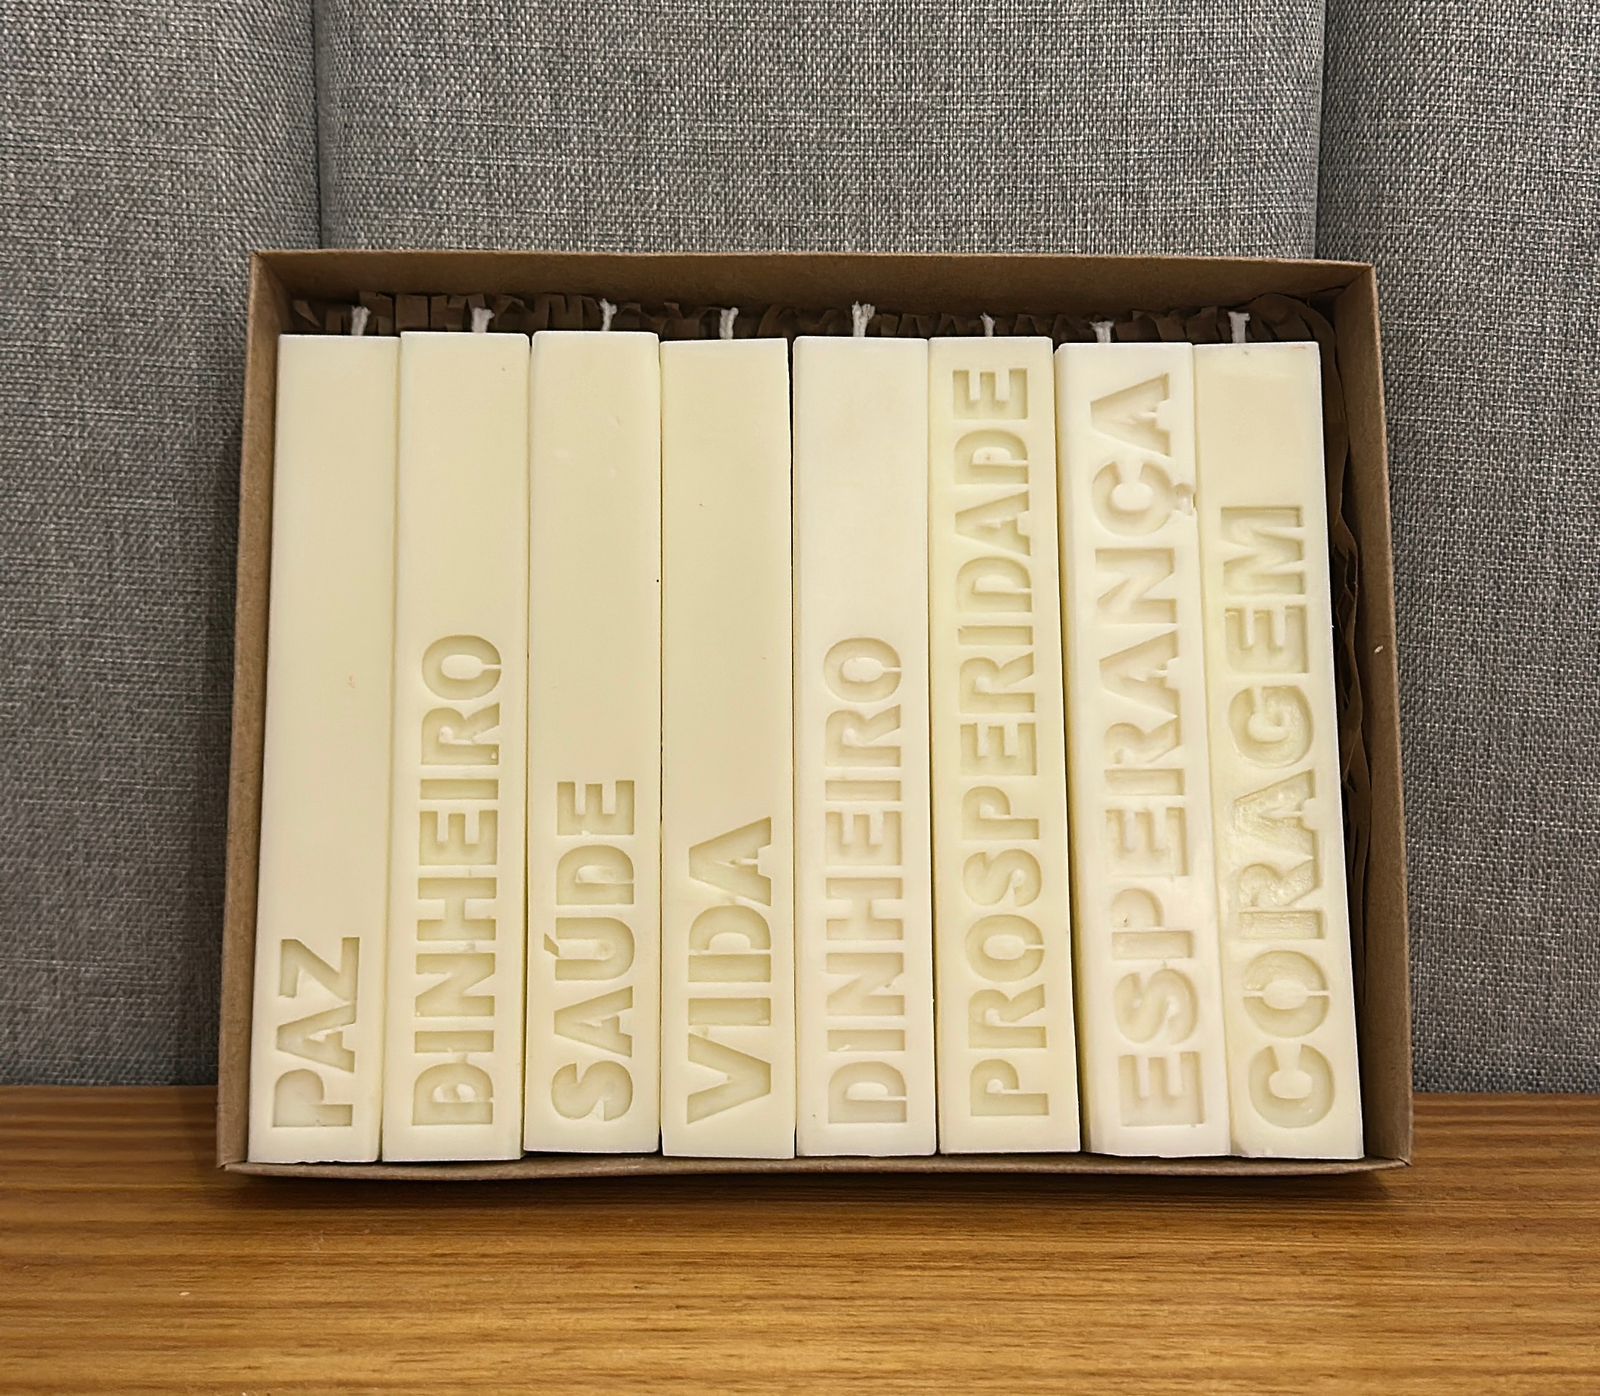 PAZ
DINHEIRO
SAÚDE
VIDA
DINHEIRO
PROSPERIDADE
ESPERANÇA
CORAGEM